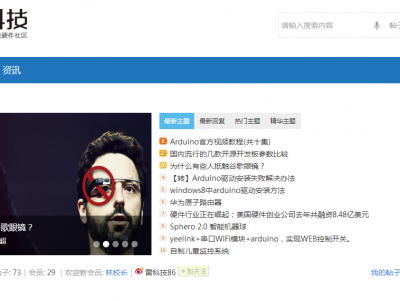 科技
硬件社区
请输入搜索内容
帖子
资讯
最新主题 最新回复 热门主题 精华主题
1 Arduino官方视频教程(共十集)
2 国内流行的几款开源开发板参数比较
3 为什么有些人抵触谷歌眼镜？
4 【转】Arduino驱动安装失败解决办法
5 windows8中arduino驱动安装方法
6 华为原子路由器
7 硬件行业正在崛起：美国硬件创业公司去年共融资8.48亿美元
8 Sphero 2.0 智能机器球
9 yeelink+串口WIFI模块+arduino，实现WEB控制开关。
10 自制儿童监控系统
歌眼镜？
超
帖子: 73 | 会员: 29 | 欢迎新会员: 林校长 | 雷科技86 +加关注
我的帖子